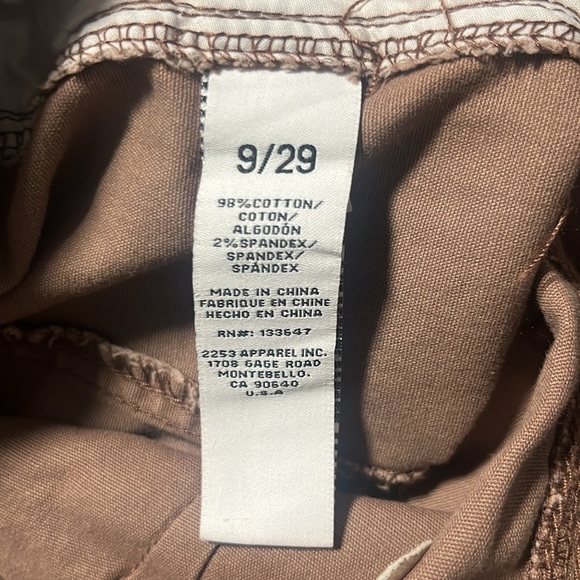 9/29
98%COTTON/
COTON/
ALGODÓN
2%SPANDEX/
SPANDEX/
SPÁNDEX
MADE IN CHINA
FABRIQUE EN CHINE
HECHO EN CHINA
RN#: 133647
2253 APPAREL INC.
1708 GAGE ROAD
MONTEBELLO.
CA 90640
U.S.A